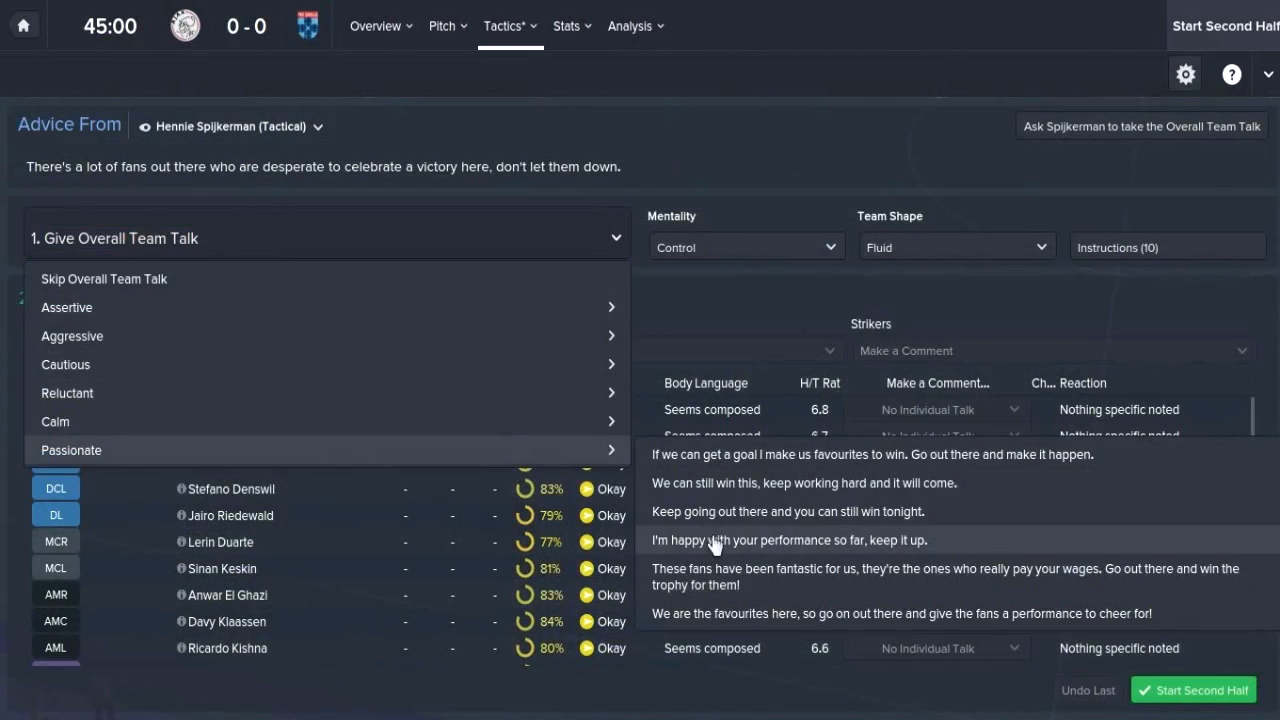 45:00
0 - 0
Overview
Pitch
Tactics*
Stats
Analysis
Start Second Half
?
Advice From
Hennie Spijkerman (Tactical)
Ask Spijkerman to take the Overall Team Talk
There's a lot of fans out there who are desperate to celebrate a victory here, don't let them down.
1. Give Overall Team Talk
Mentality
Team Shape
Control
Fluid
Instructions (10)
Skip Overall Team Talk
Assertive
Aggressive
Cautious
Reluctant
Calm
Passionate
Strikers
Make a Comment
Body Language H/T Rat Make a Comment... Ch... Reaction
Seems composed 6.8 No Individual Talk Nothing specific noted
If we can get a goal I make us favourites to win. Go out there and make it happen.
We can still win this, keep working hard and it will come.
Keep going out there and you can still win tonight.
I'm happy with your performance so far, keep it up.
These fans have been fantastic for us, they're the ones who really pay your wages. Go out there and win the
trophy for them!
We are the favourites here, so go on out there and give the fans a performance to cheer for!
DCL Stefano Denswil - - - 83% Okay
DL Jairo Riedewald - - - 79% Okay
MCR Lerin Duarte - - - 77% Okay
MCL Sinan Keskin - - - 81% Okay
AMR Anwar El Ghazi - - - 83% Okay
AMC Davy Klaassen - - - 84% Okay
AML Ricardo Kishna - - - 80% Okay Seems composed 6.6 No Individual Talk Nothing specific noted
Undo Last
Start Second Half